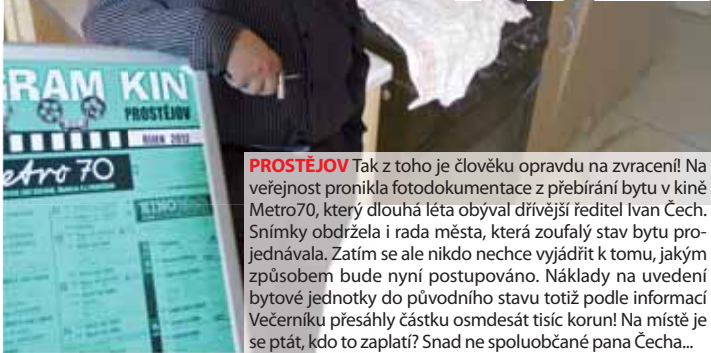 GRAM KIN
PROSTĚJOV
ŘÍJEN 2012
etro 70
PROSTĚJOV Tak z toho je člověku opravdu na zvracení! Na
veřejnost pronikla fotodokumentace z přebírání bytu v kině
Metro70, který dlouhá léta obýval dřívější ředitel Ivan Čech.
Snímky obdržela i rada města, která zoufalý stav bytu pro-
jednávala. Zatím se ale nikdo nechce vyjádřit k tomu, jakým
způsobem bude nyní postupováno. Náklady na uvedení
bytové jednotky do původního stavu totiž podle informací
Večerníku přesáhly částku osmdesát tisíc korun! Na místě je
se ptát, kdo to zaplatí? Snad ne spoluobčané pana Čecha...